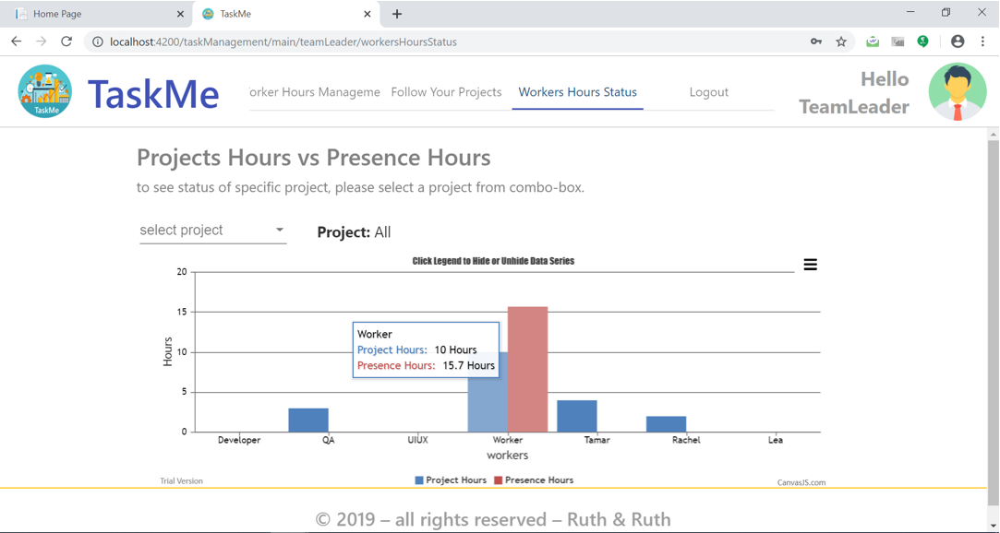 Home Page
TaskMe
localhost:4200/taskManagement/main/teamLeader/workersHoursStatus
TaskMe
TaskMe
orker Hours Manageme
Follow Your Projects
Workers Hours Status
Logout
Hello
TeamLeader
Projects Hours vs Presence Hours
to see status of specific project, please select a project from combo-box.
select project
Project: All
Click Legend to Hide or Unhide Data Series
20
15
10
5
0
Hours
Worker
Project Hours: 10 Hours
Presence Hours: 15.7 Hours
Developer
QA
UIUX
Worker
Tamar
Rachel
Lea
workers
Project Hours
Presence Hours
Trial Version
CanvasJS.com
© 2019 – all rights reserved – Ruth & Ruth